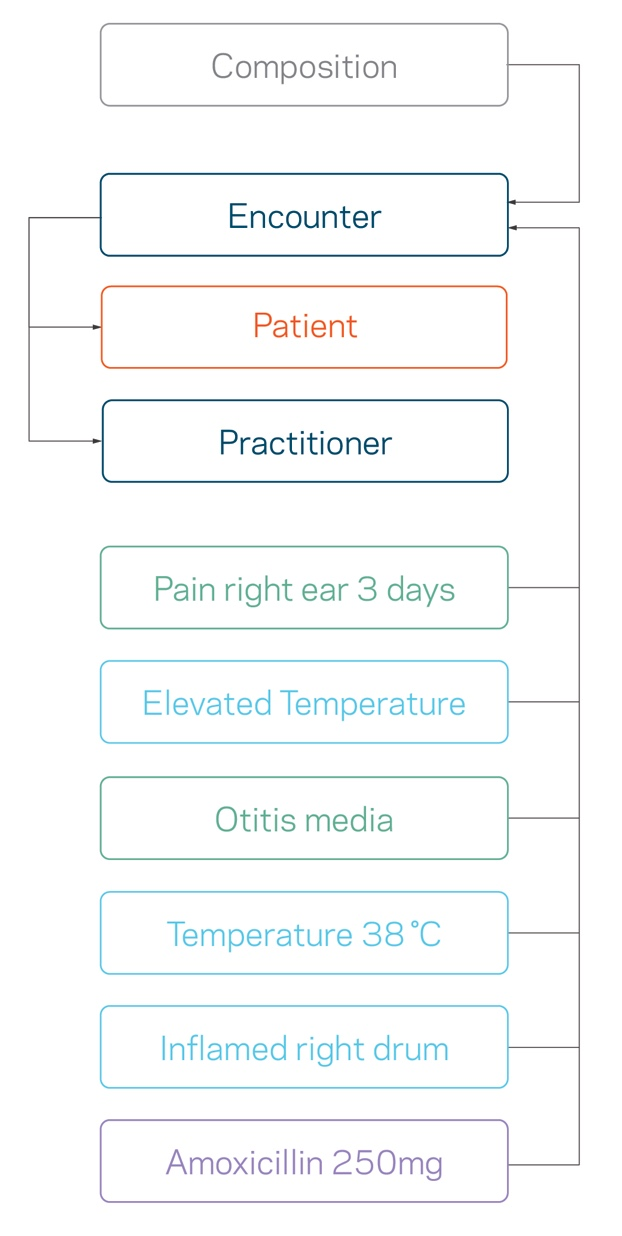 Composition
Encounter
Patient
Practitioner
Pain right ear 3 days
Elevated Temperature
Otitis media
Temperature 38°C
Inflamed right drum
Amoxicillin 250mg